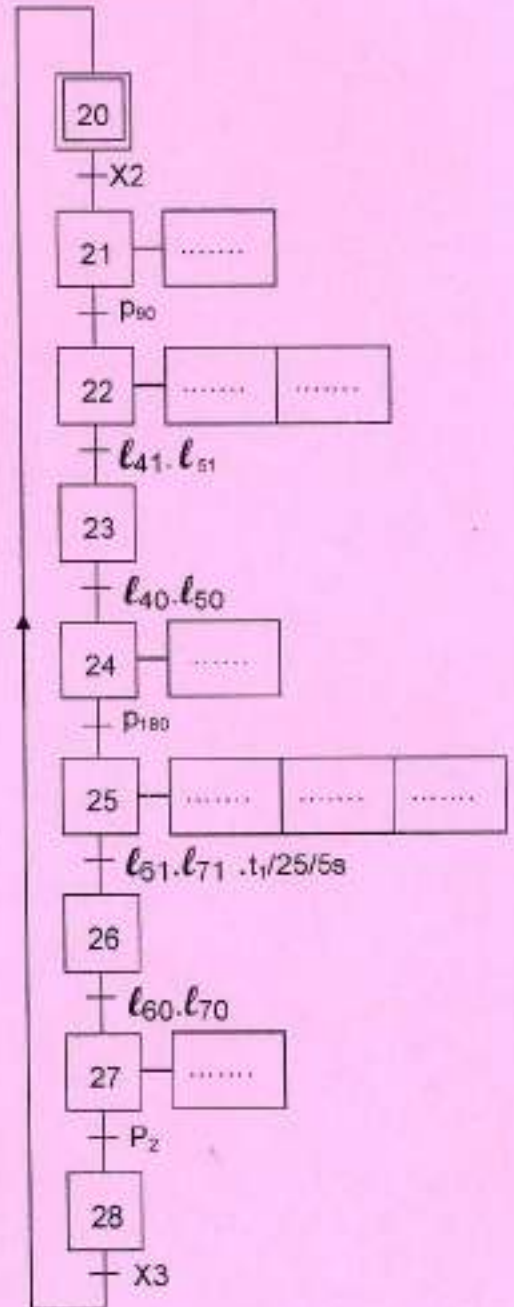 20
X2
21 .......
P90
22 ....... .......
ℓ41. ℓ51
23
ℓ40.ℓ50
24 ......
P180
25 ....... ....... .......
ℓ61.ℓ71 .t1/25/5s
26
ℓ60.ℓ70
27 .......
P2
28
X3